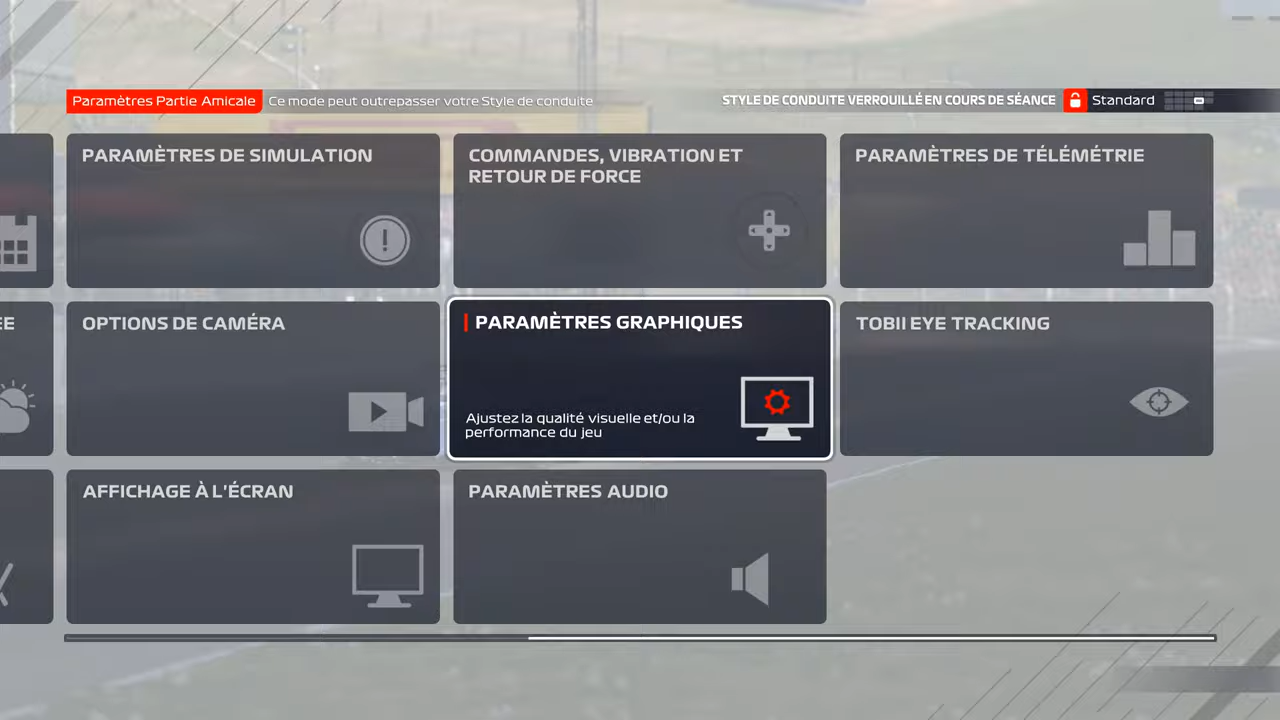 Paramètres Partie Amicale Ce mode peut outrepasser votre Style de conduite
STYLE DE CONDUITE VERROUILLÉ EN COURS DE SÉANCE Standard
PARAMÈTRES DE SIMULATION
COMMANDES, VIBRATION ET
RETOUR DE FORCE
PARAMÈTRES DE TÉLÉMÉTRIE
EE
OPTIONS DE CAMÉRA
PARAMÈTRES GRAPHIQUES
Ajustez la qualité visuelle et/ou la
performance du jeu
TOBII EYE TRACKING
AFFICHAGE À L'ÉCRAN
PARAMÈTRES AUDIO